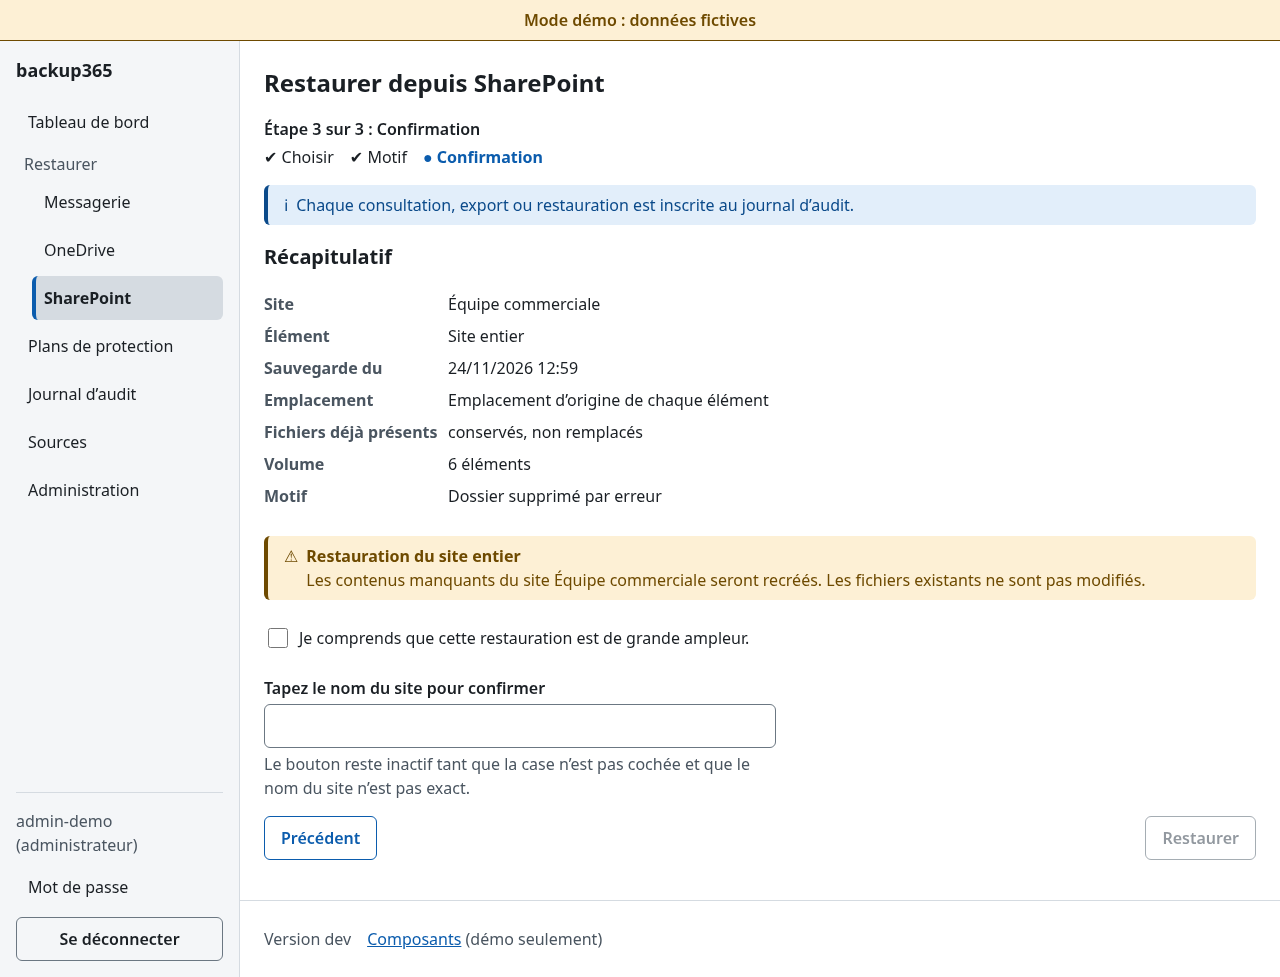 Mode démo : données fictives
backup365
Tableau de bord
Restaurer
Messagerie
OneDrive
SharePoint
Plans de protection
Journal d’audit
Sources
Administration
admin-demo
(administrateur)
Mot de passe
Se déconnecter
Restaurer depuis SharePoint
Étape 3 sur 3 : Confirmation
✔ Choisir ✔ Motif ● Confirmation
i Chaque consultation, export ou restauration est inscrite au journal d’audit.
Récapitulatif
Site Équipe commerciale
Élément Site entier
Sauvegarde du 24/11/2026 12:59
Emplacement Emplacement d’origine de chaque élément
Fichiers déjà présents conservés, non remplacés
Volume 6 éléments
Motif Dossier supprimé par erreur
⚠ Restauration du site entier
Les contenus manquants du site Équipe commerciale seront recréés. Les fichiers existants ne sont pas modifiés.
Je comprends que cette restauration est de grande ampleur.
Tapez le nom du site pour confirmer
Le bouton reste inactif tant que la case n’est pas cochée et que le
nom du site n’est pas exact.
Précédent Restaurer
Version dev Composants (démo seulement)